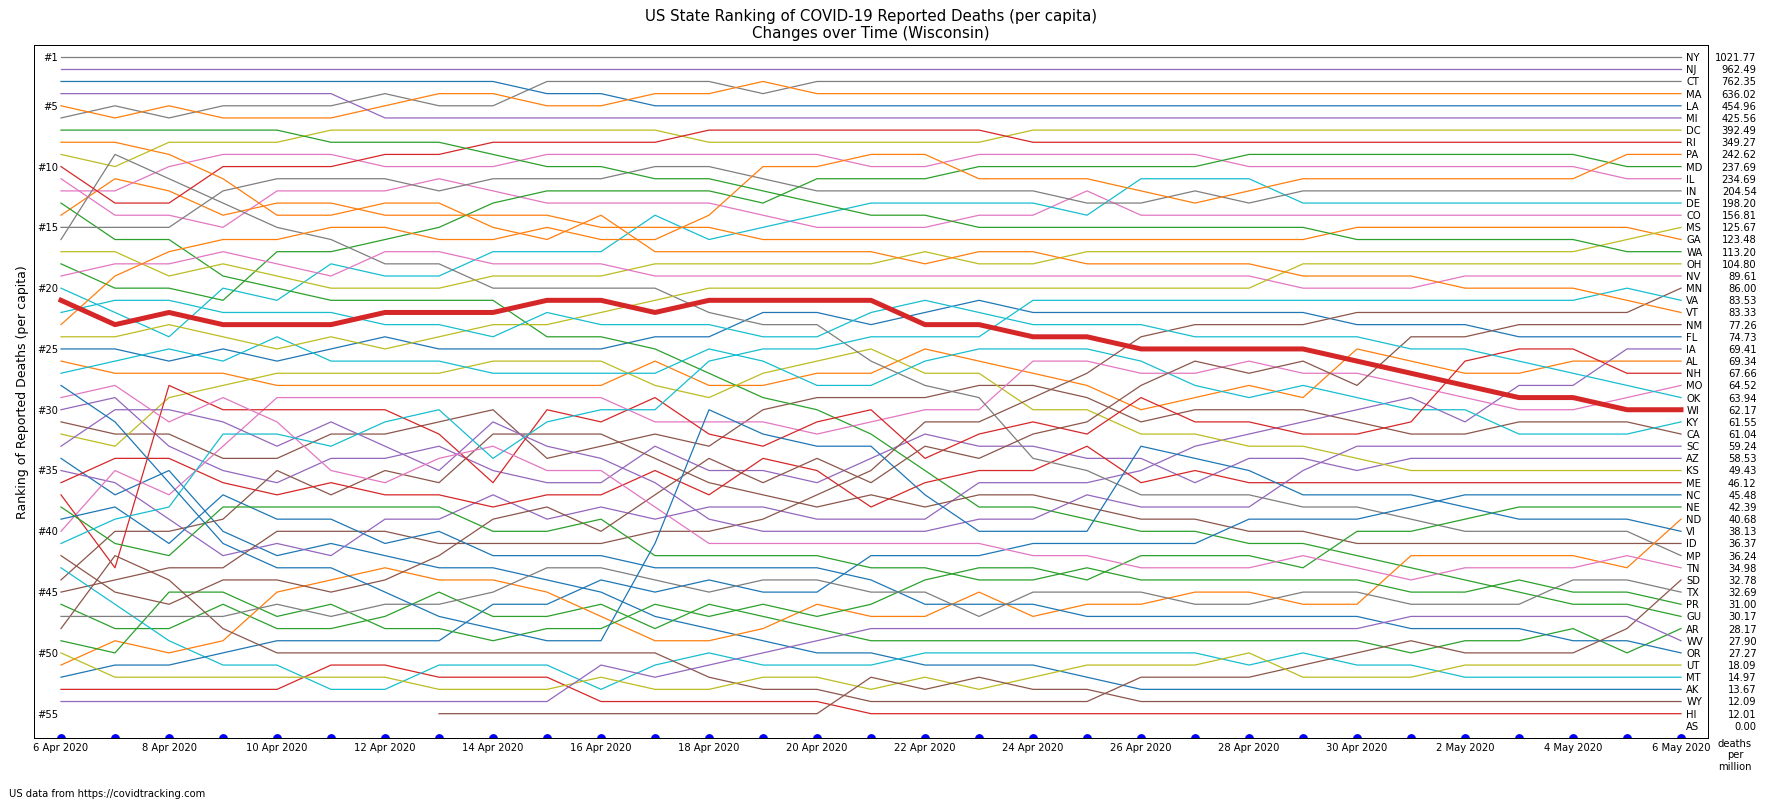 US State Ranking of COVID-19 Reported Deaths (per capita)
Changes over Time (Wisconsin)
Ranking of Reported Deaths (per capita)
#1
#5
#10
#15
#20
#25
#30
#35
#40
#45
#50
#55
NY 1021.77
NJ 962.49
CT 762.35
MA 636.02
LA 454.96
MI 425.56
DC 392.49
RI 349.27
PA 242.62
MD 237.69
IL 234.69
IN 204.54
DE 198.20
CO 156.81
MS 125.67
GA 123.48
WA 113.20
OH 104.80
NV 89.61
MN 86.00
VA 83.53
VT 83.33
NM 77.26
FL 74.73
IA 69.41
AL 69.34
NH 67.66
MO 64.52
OK 63.94
WI 62.17
KY 61.55
CA 61.04
SC 59.24
AZ 58.53
KS 49.43
ME 46.12
NC 45.48
NE 42.39
ND 40.68
VI 38.13
ID 36.37
MP 36.24
TN 34.98
SD 32.78
TX 32.69
PR 31.00
GU 30.17
AR 28.17
WV 27.90
OR 27.27
UT 18.09
MT 14.97
AK 13.67
WY 12.09
HI 12.01
AS 0.00
6 Apr 2020 8 Apr 2020 10 Apr 2020 12 Apr 2020 14 Apr 2020 16 Apr 2020 18 Apr 2020 20 Apr 2020 22 Apr 2020 24 Apr 2020 26 Apr 2020 28 Apr 2020 30 Apr 2020 2 May 2020 4 May 2020 6 May 2020
deaths
per
million
US data from https://covidtracking.com